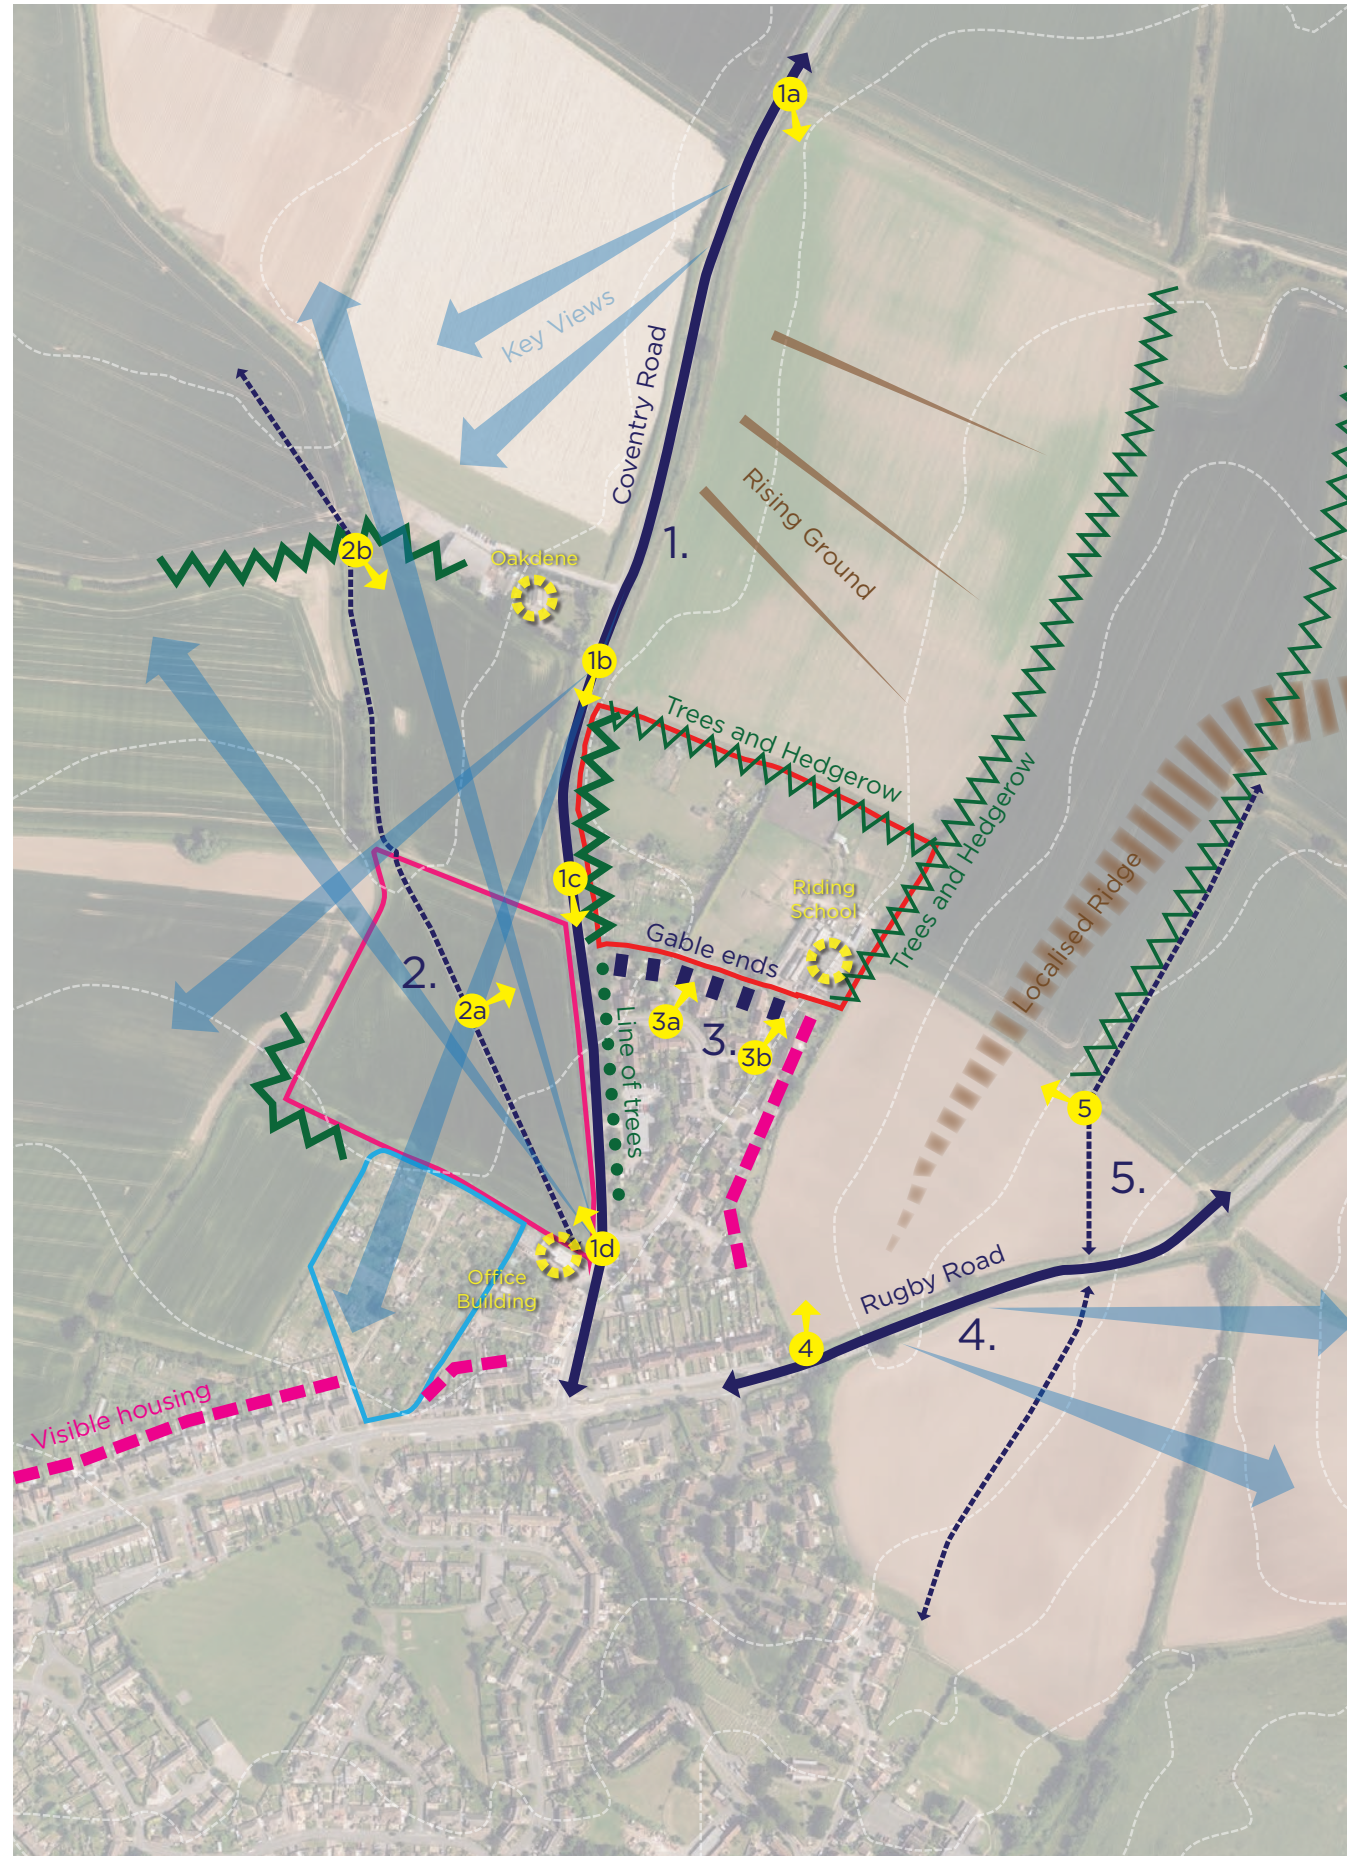 1a
Key Views
Coventry Road
1.
Rising Ground
2b
Oakdene
1b
Trees and Hedgerow
Trees and Hedgerow
1c
Riding
School
Gable ends
Localised Ridge
2.
2a
Line of trees
3a
3.
3b
5
5.
1d
Office
Building
Rugby Road
4.
4
Visible housing